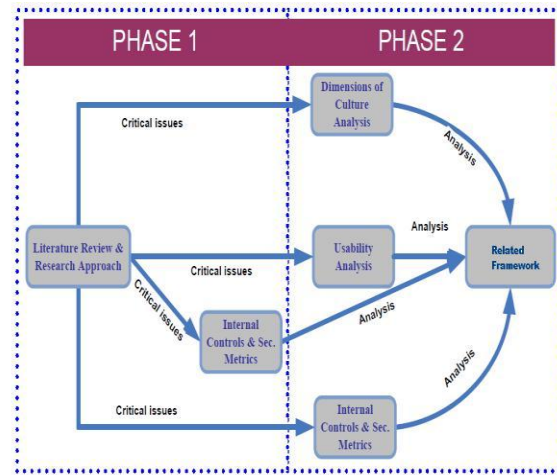 PHASE 1
PHASE 2
Dimensions of
Culture
Analysis
Critical issues
Analysis
Literature Review &
Research Approach
Critical issues
Usability
Analysis
Analysis
Related
Framework
Critical issues
Internal
Controls & Sec.
Metrics
Analysis
Critical issues
Internal
Controls & Sec.
Metrics
Analysis